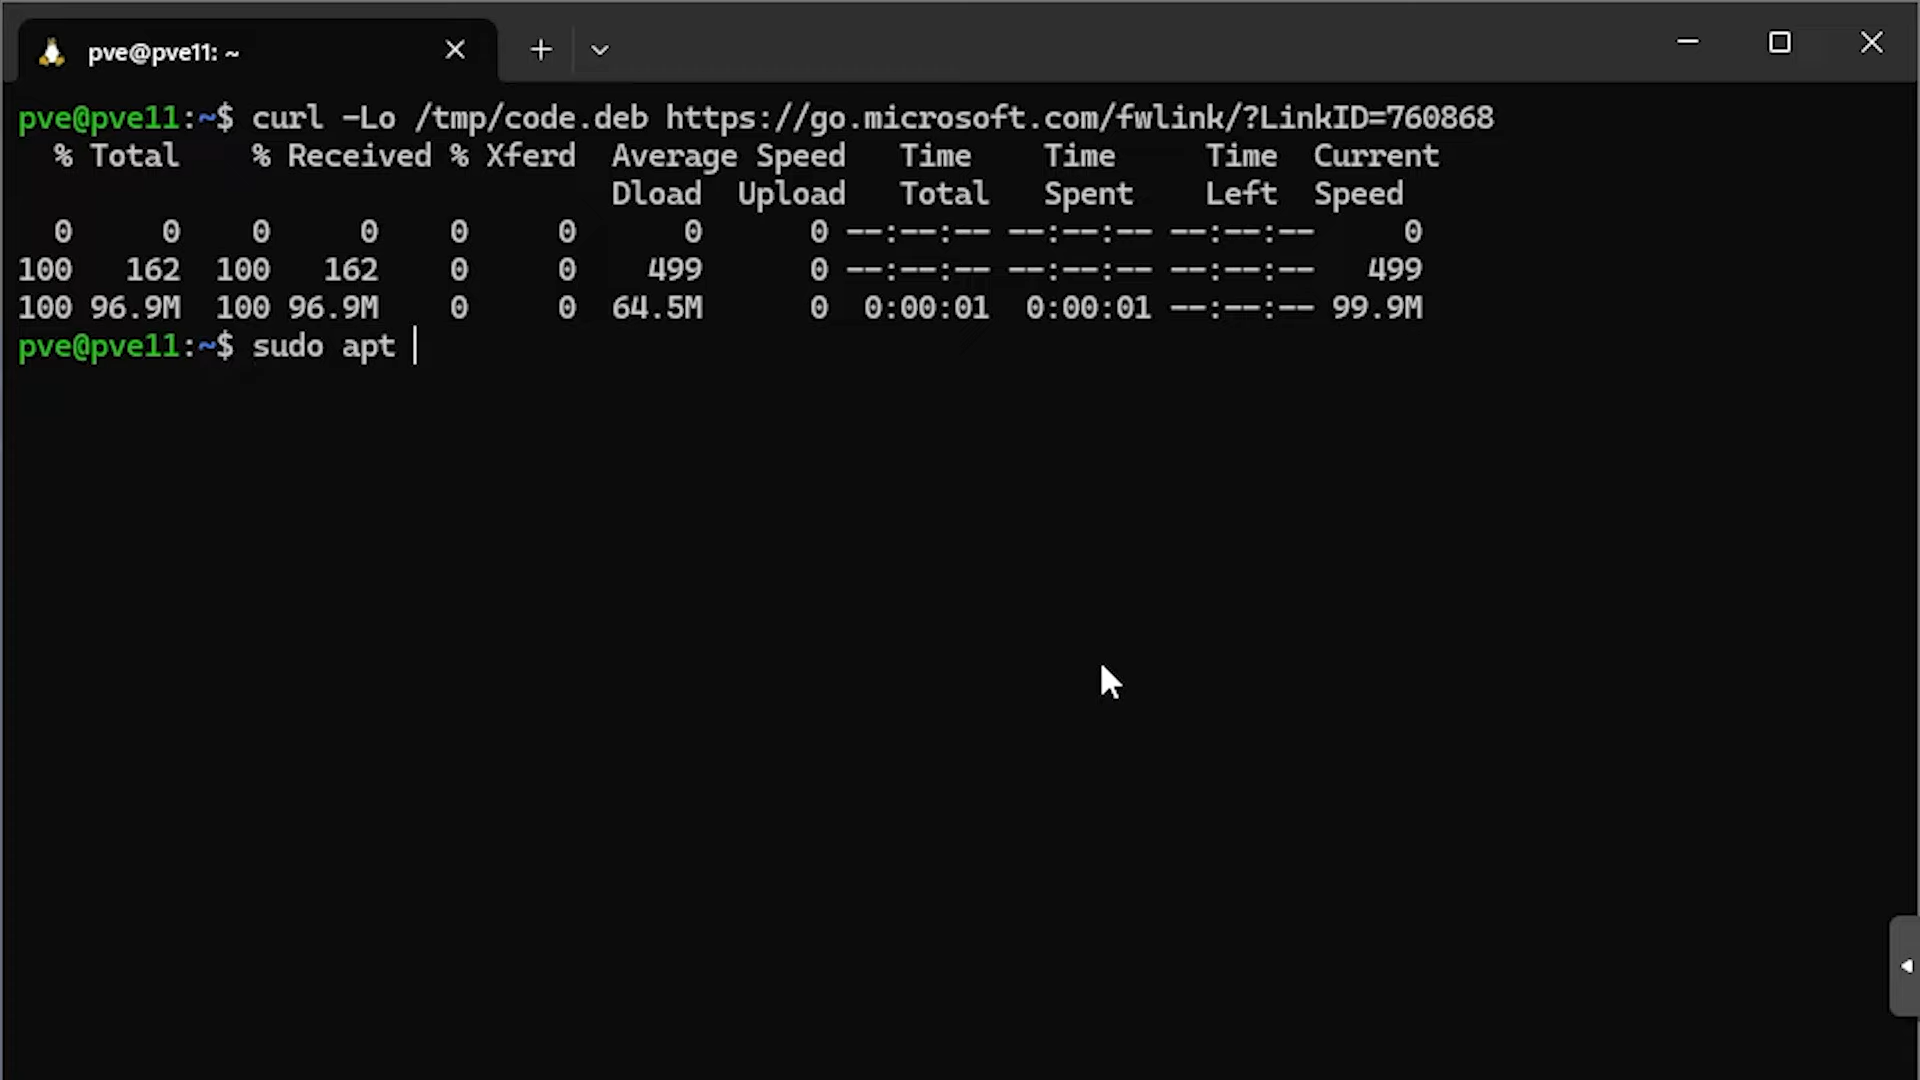 pve@pve11: ~
pve@pve11:~$ curl -Lo /tmp/code.deb https://go.microsoft.com/fwlink/?LinkID=760868
  % Total    % Received % Xferd  Average Speed   Time    Time     Time  Current
                                 Dload  Upload   Total   Spent    Left  Speed
  0     0    0     0    0     0      0      0 --:--:-- --:--:-- --:--:--     0
100   162  100   162    0     0    499      0 --:--:-- --:--:-- --:--:--   499
100 96.9M  100 96.9M    0     0  64.5M      0  0:00:01  0:00:01 --:--:-- 99.9M
pve@pve11:~$ sudo apt